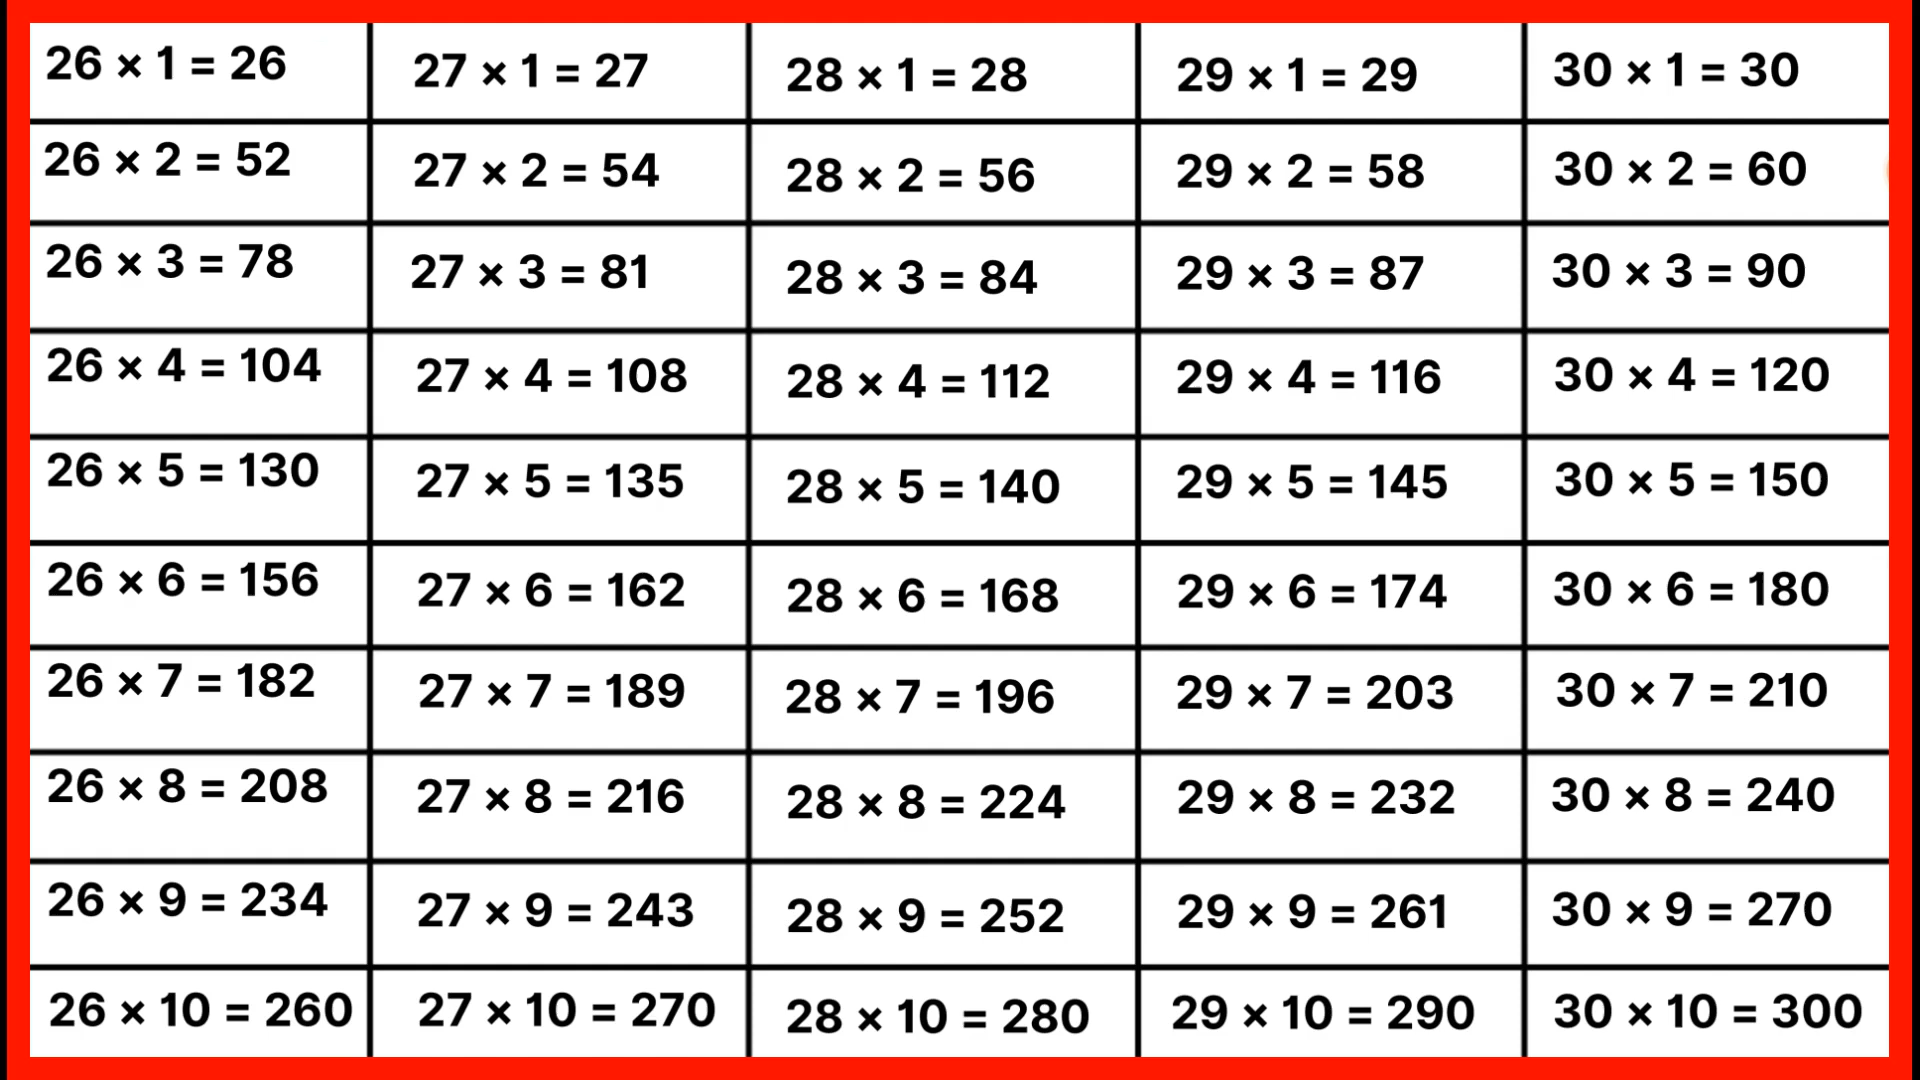 26 × 1 = 26 27 × 1 = 27 28 × 1 = 28 29 × 1 = 29 30 × 1 = 30
26 × 2 = 52 27 × 2 = 54 28 × 2 = 56 29 × 2 = 58 30 × 2 = 60
26 × 3 = 78 27 × 3 = 81 28 × 3 = 84 29 × 3 = 87 30 × 3 = 90
26 × 4 = 104 27 × 4 = 108 28 × 4 = 112 29 × 4 = 116 30 × 4 = 120
26 × 5 = 130 27 × 5 = 135 28 × 5 = 140 29 × 5 = 145 30 × 5 = 150
26 × 6 = 156 27 × 6 = 162 28 × 6 = 168 29 × 6 = 174 30 × 6 = 180
26 × 7 = 182 27 × 7 = 189 28 × 7 = 196 29 × 7 = 203 30 × 7 = 210
26 × 8 = 208 27 × 8 = 216 28 × 8 = 224 29 × 8 = 232 30 × 8 = 240
26 × 9 = 234 27 × 9 = 243 28 × 9 = 252 29 × 9 = 261 30 × 9 = 270
26 × 10 = 260 27 × 10 = 270 28 × 10 = 280 29 × 10 = 290 30 × 10 = 300